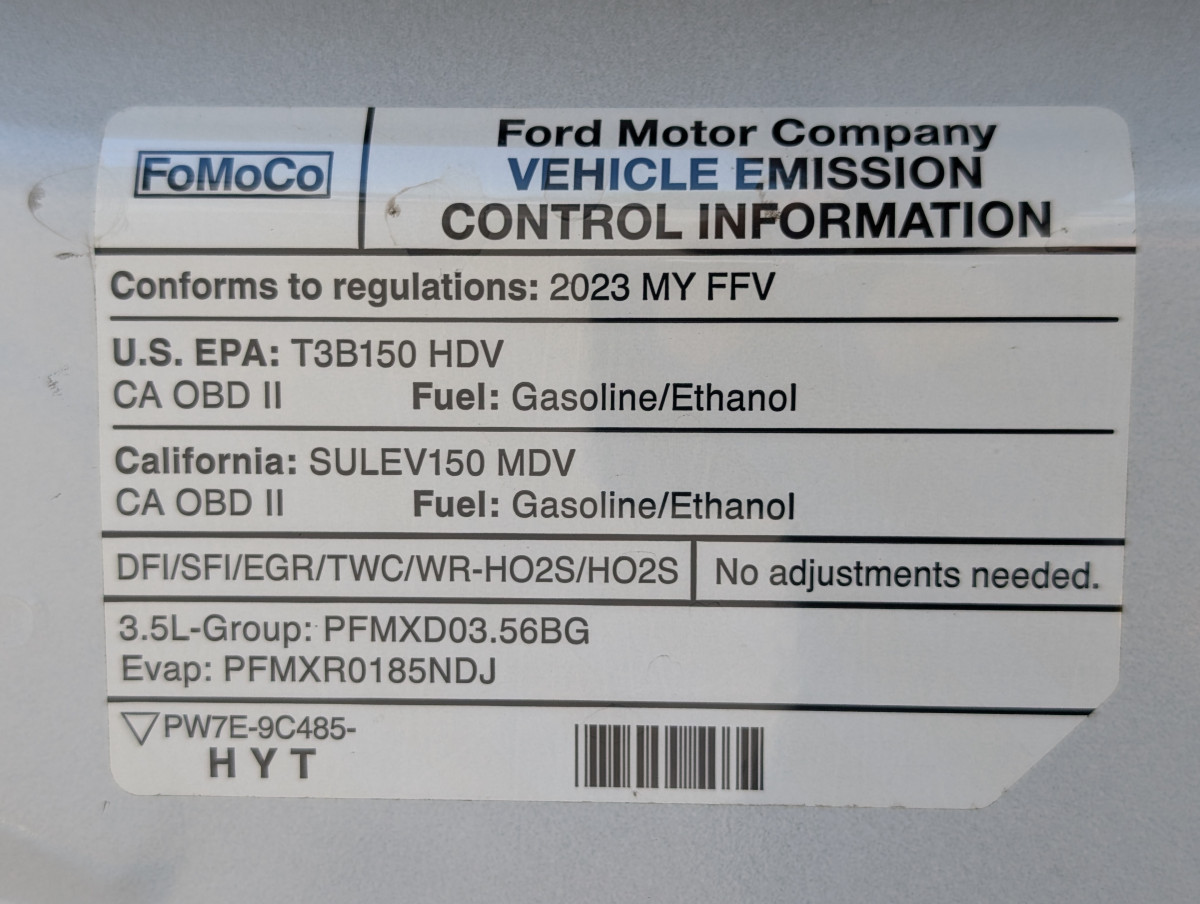 FoMoCo
Ford Motor Company
VEHICLE EMISSION
CONTROL INFORMATION
Conforms to regulations: 2023 MY FFV
U.S. EPA: T3B150 HDV
CA OBD II Fuel: Gasoline/Ethanol
California: SULEV150 MDV
CA OBD II Fuel: Gasoline/Ethanol
DFI/SFI/EGR/TWC/WR-HO2S/HO2S No adjustments needed.
3.5L-Group: PFMXD03.56BG
Evap: PFMXR0185NDJ
PW7E-9C485-
HYT